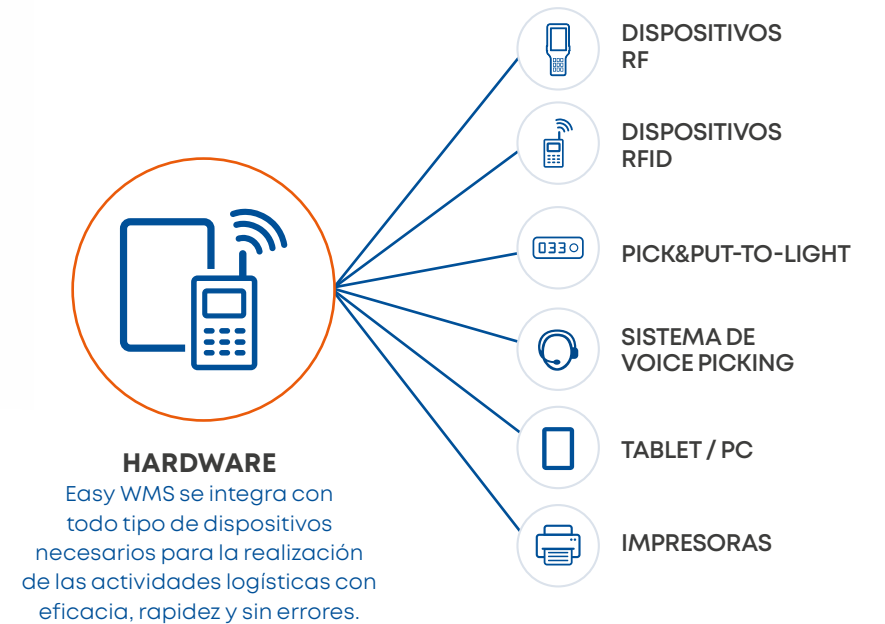 DISPOSITIVOS
RF
DISPOSITIVOS
RFID
033
PICK&PUT-TO-LIGHT
SISTEMA DE
VOICE PICKING
TABLET / PC
IMPRESORAS
HARDWARE
Easy WMS se integra con
todo tipo de dispositivos
necesarios para la realización
de las actividades logísticas con
eficacia, rapidez y sin errores.